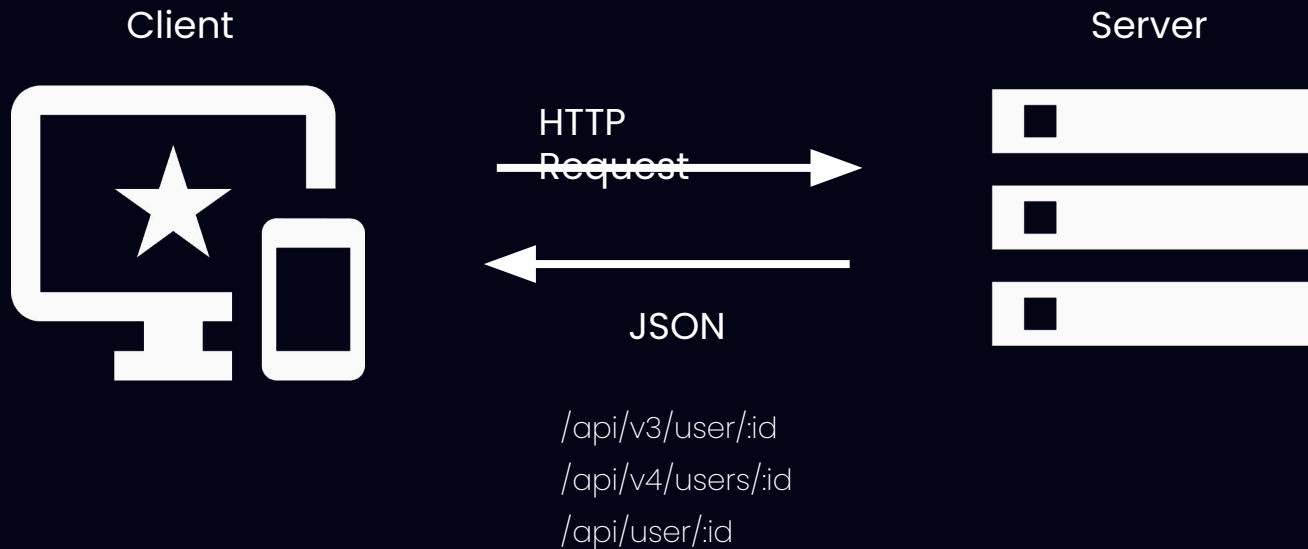 Client
Server
HTTP
Request
JSON
/api/v3/user/:id
/api/v4/users/:id
/api/user/:id